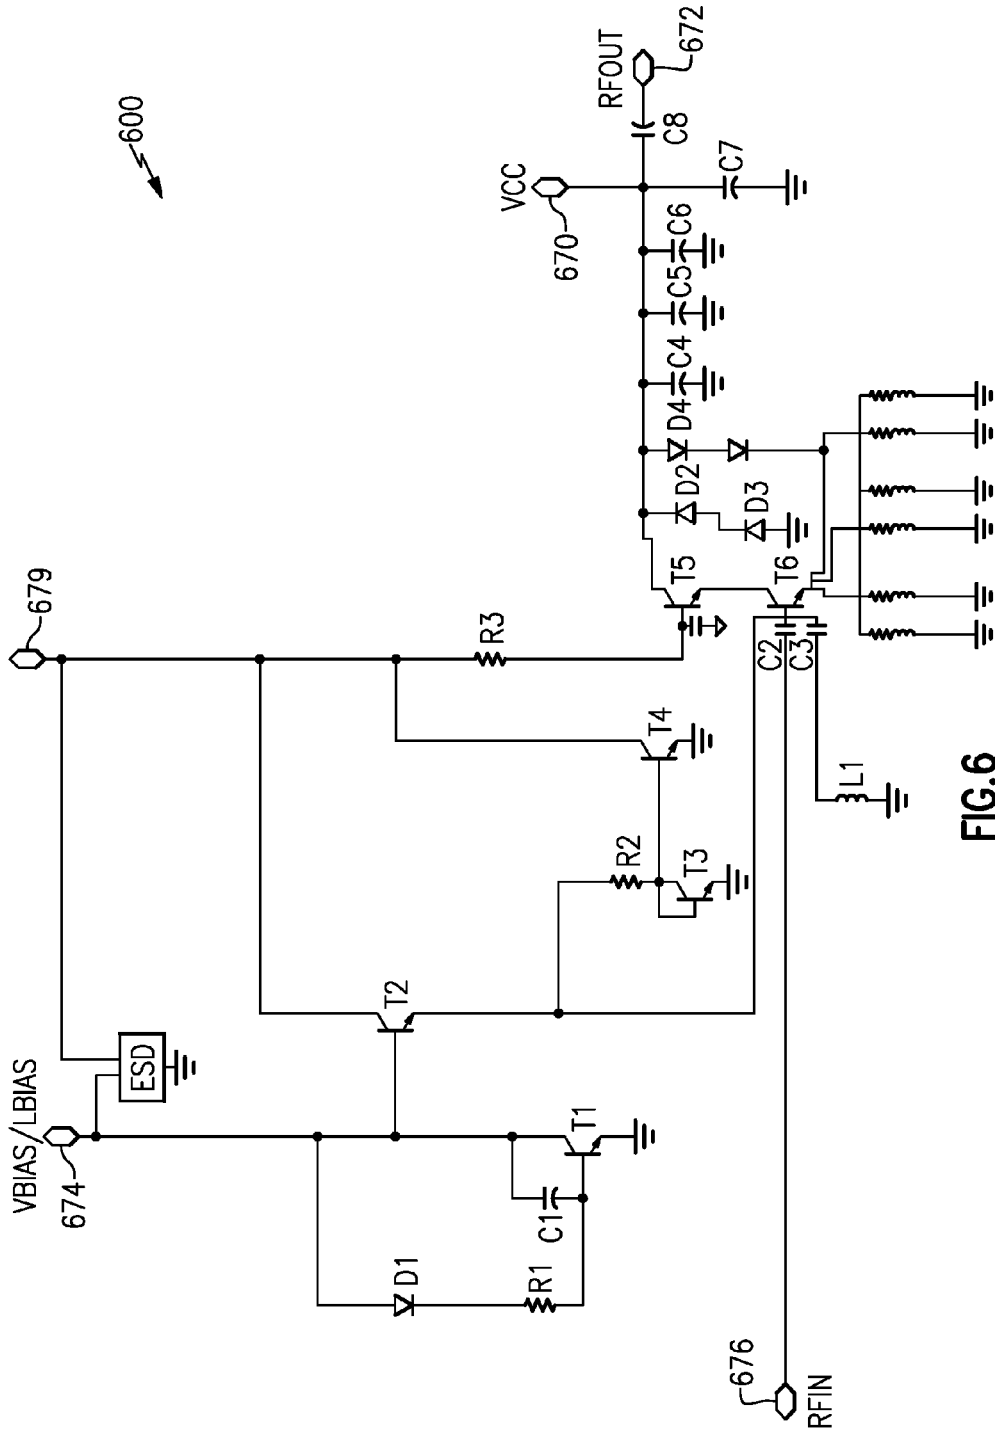 600
RFOUT
672
C8
VCC
670
C7
C6
C5
C4
D4
D2
D3
679
R3
T5
T6
C2
C3
T4
L1
R2
T3
T2
VBIAS/LBIAS
674
ESD
T1
C1
D1
R1
676
RFIN
FIG.6